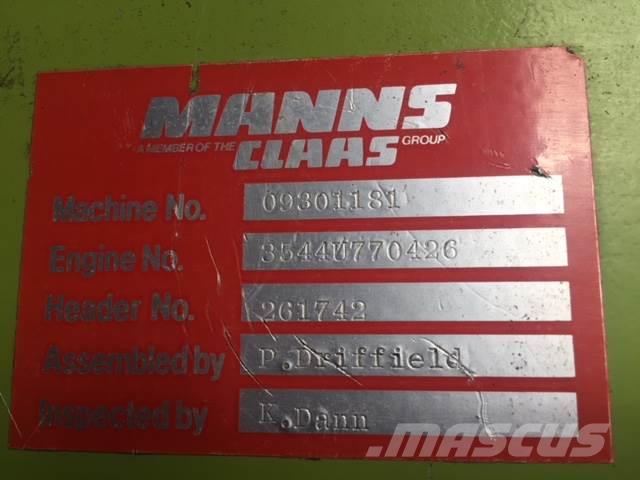 MANNS
A MEMBER OF THE CLAAS GROUP
Machine No. 09301181
Engine No. 3544U770426
Header No. 261742
Assembled by P.Driffield
Inspected by K.Dann
mascus